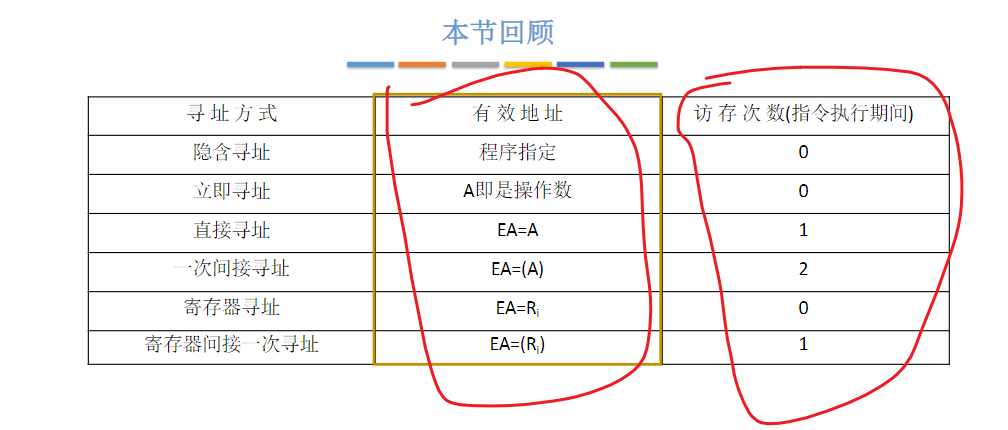 本节回顾
寻址方式 有效地址 访存次数(指令执行期间)
隐含寻址 程序指定 0
立即寻址 A即是操作数 0
直接寻址 EA=A 1
一次间接寻址 EA=(A) 2
寄存器寻址 EA=Ri 0
寄存器间接一次寻址 EA=(Ri) 1